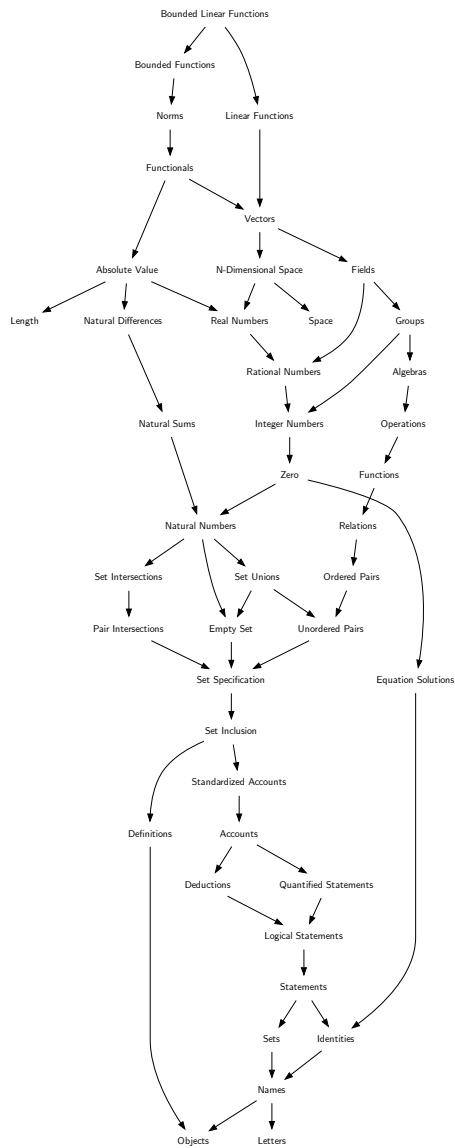 Bounded Linear Functions
Bounded Functions
Norms
Linear Functions
Functionals
Vectors
Absolute Value
N-Dimensional Space
Fields
Length
Natural Differences
Real Numbers
Space
Groups
Rational Numbers
Algebras
Natural Sums
Integer Numbers
Operations
Zero
Functions
Natural Numbers
Relations
Set Intersections
Set Unions
Ordered Pairs
Pair Intersections
Empty Set
Unordered Pairs
Set Specification
Equation Solutions
Set Inclusion
Standardized Accounts
Definitions
Accounts
Deductions
Quantified Statements
Logical Statements
Statements
Sets
Identities
Names
Objects
Letters